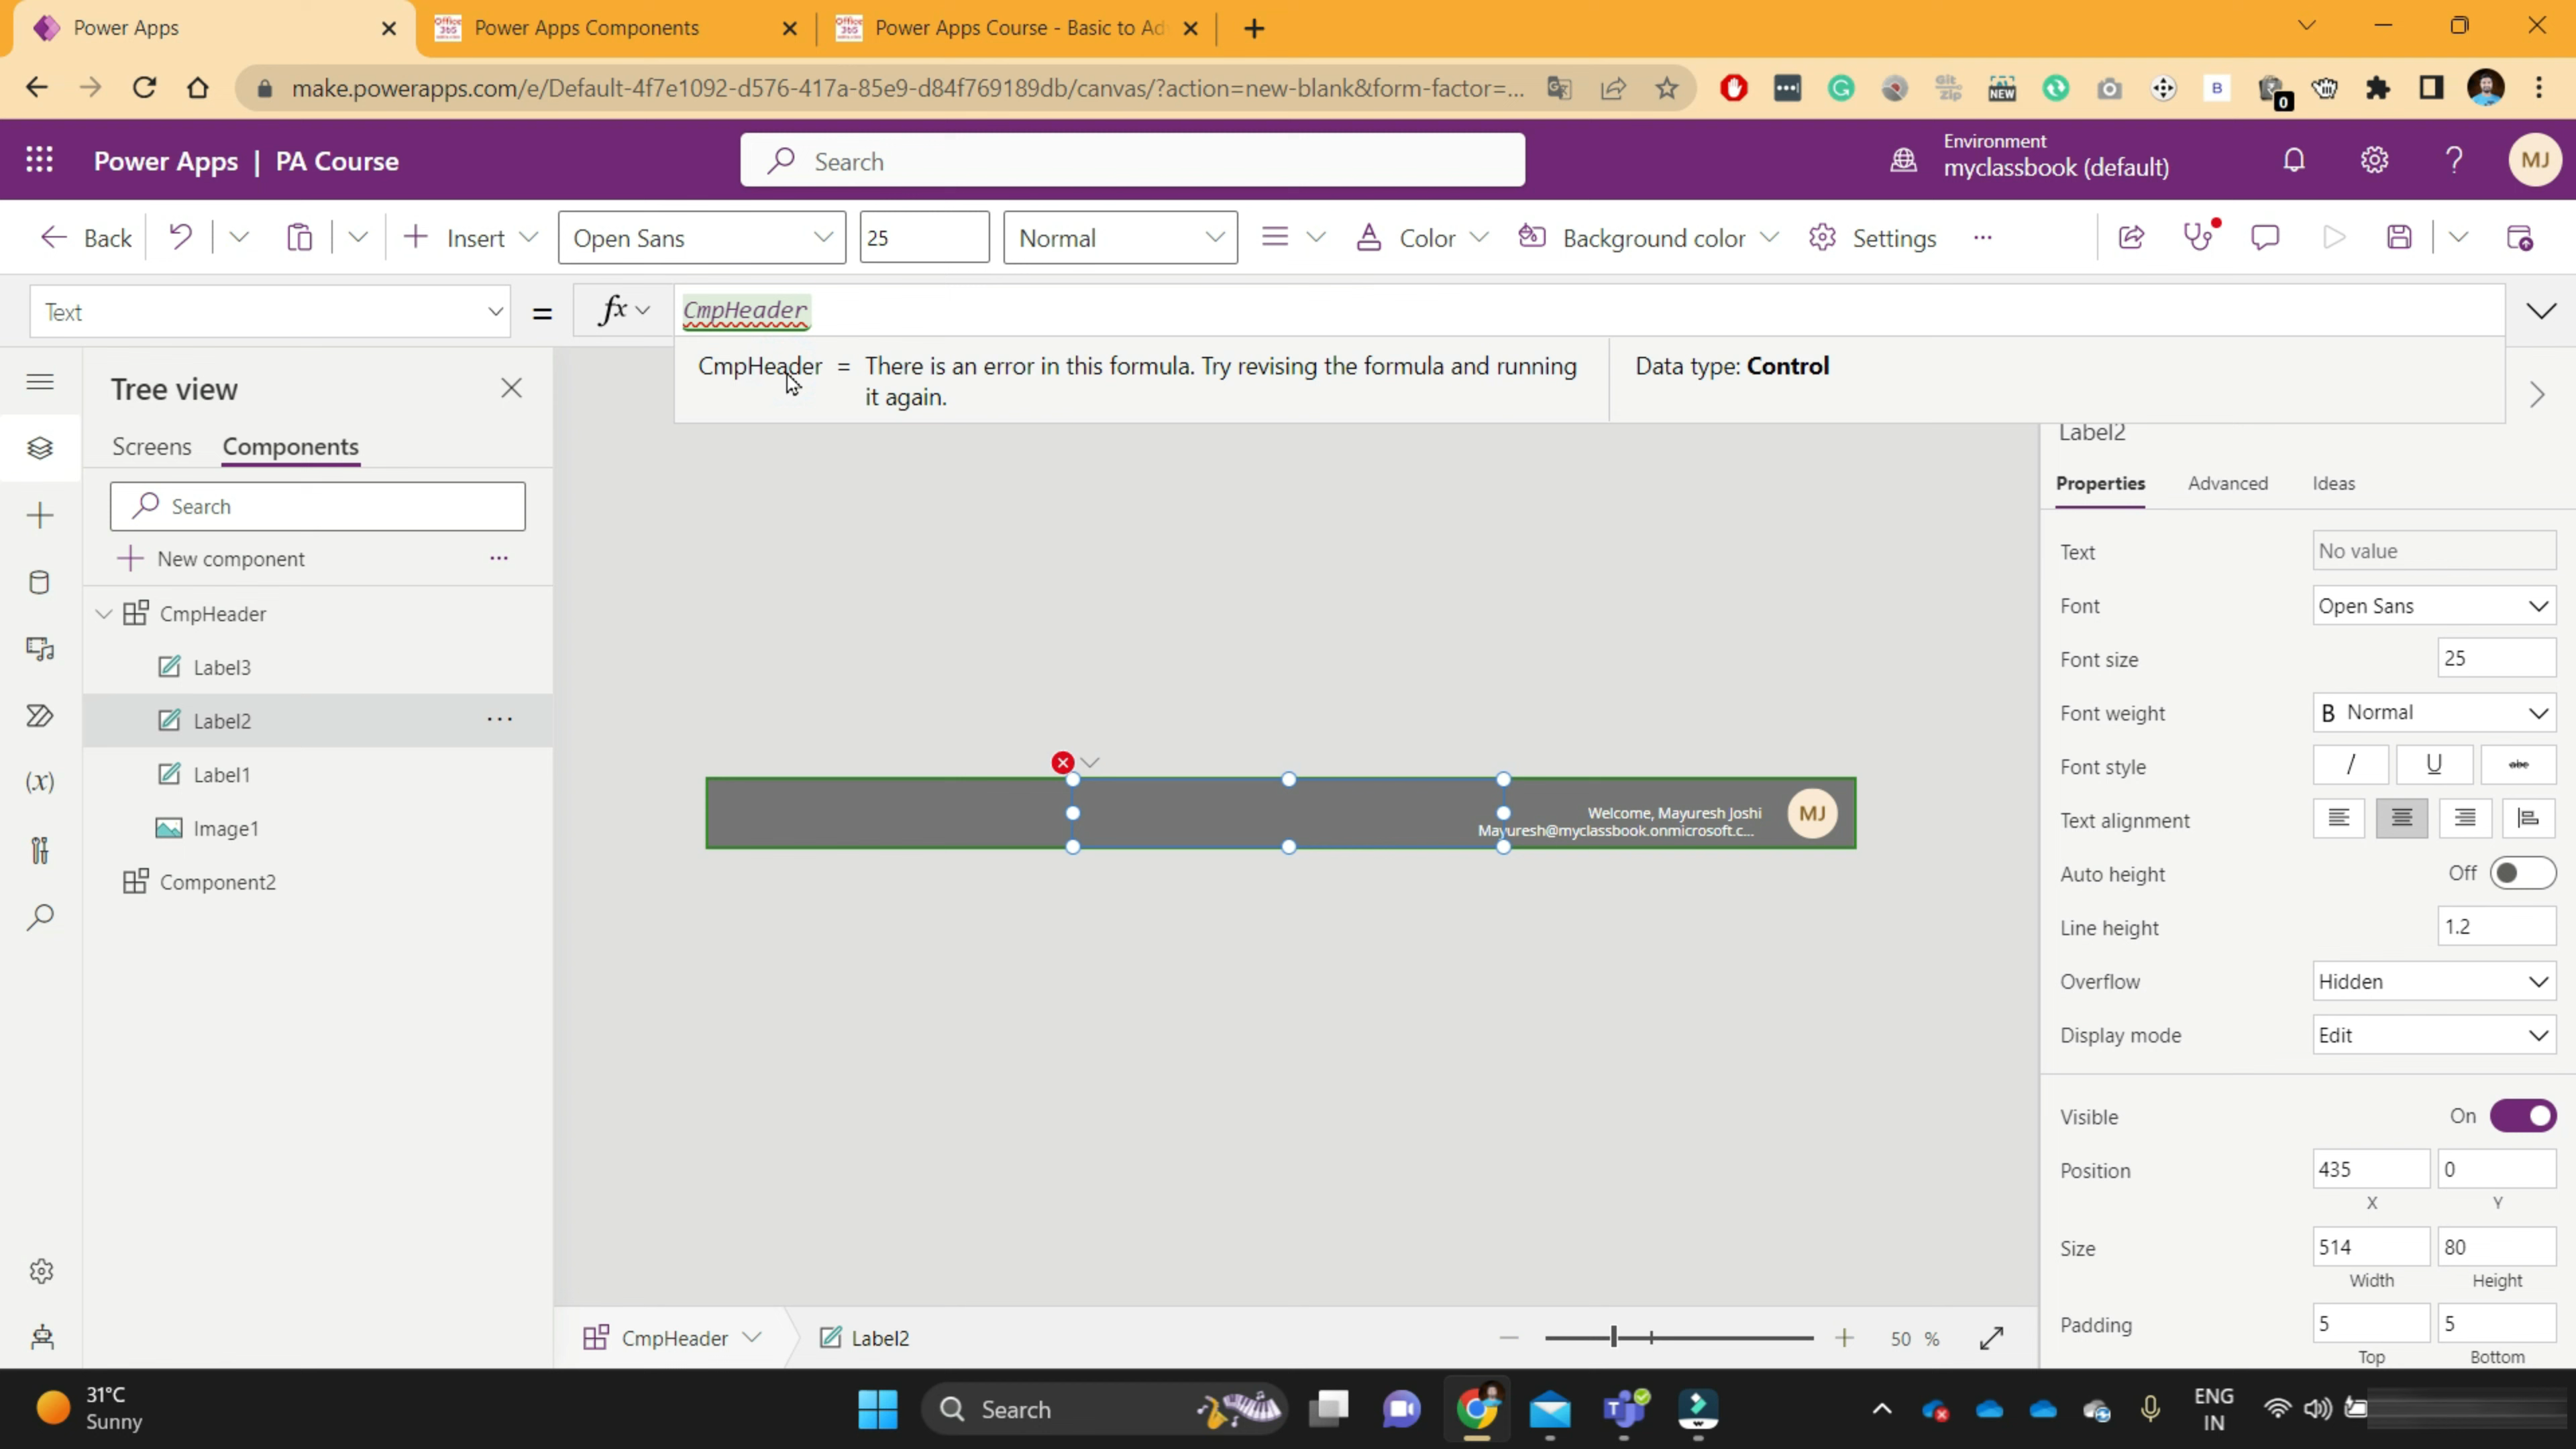 Power Apps
Power Apps Components
Power Apps Course - Basic to Ad
make.powerapps.com/e/Default-4f7e1092-d576-417a-85e9-d84f769189db/canvas/?action=new-blank&form-factor=...
Power Apps | PA Course
Search
Environment
myclassbook (default)
MJ
Back
Insert
Open Sans
25
Normal
Color
Background color
Settings
Text
=
fx
CmpHeader
CmpHeader = There is an error in this formula. Try revising the formula and running
it again.
Data type: Control
Tree view
Screens
Components
Search
New component
CmpHeader
Label3
Label2
Label1
Image1
Component2
Welcome, Mayuresh Joshi
Mayuresh@myclassbook.onmicrosoft.c...
MJ
Label2
Properties
Advanced
Ideas
Text
No value
Font
Open Sans
Font size
25
Font weight
B Normal
Font style
/
U
abc
Text alignment
Auto height
Off
Line height
1.2
Overflow
Hidden
Display mode
Edit
Visible
On
Position
435
0
X
Y
Size
514
80
Width
Height
Padding
5
5
Top
Bottom
CmpHeader
Label2
50 %
31°C
Sunny
Search
ENG
IN